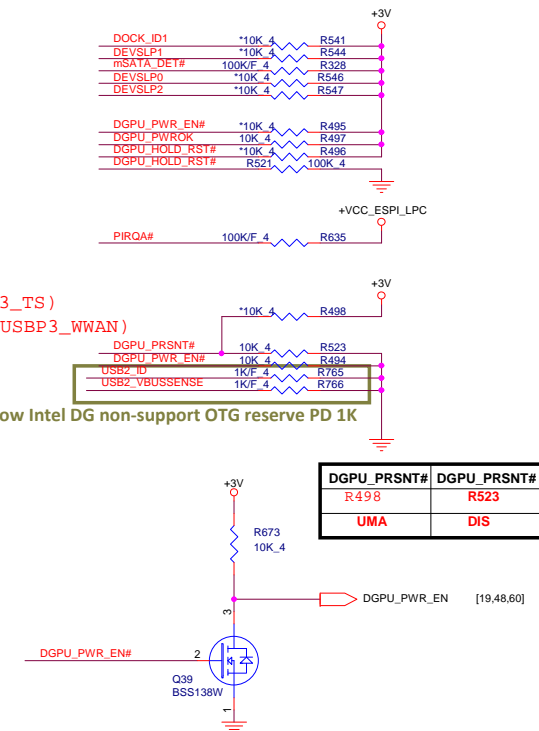 +3V
DOCK_ID1 *10K_4 R541
DEVSLP1 *10K_4 R544
mSATA_DET# 100K/F_4 R328
DEVSLP0 *10K_4 R546
DEVSLP2 *10K_4 R547
DGPU_PWR_EN# *10K_4 R495
DGPU_PWROK 10K_4 R497
DGPU_HOLD_RST# *10K_4 R496
DGPU_HOLD_RST# R521 100K_4
+VCC_ESPI_LPC
PIRQA# 100K/F_4 R635
+3V
3_TS)
*10K_4 R498
USBP3_WWAN)
DGPU_PRSNT# 10K_4 R523
DGPU_PWR_EN# 10K_4 R494
USB2_ID 1K/F_4 R765
USB2_VBUSSENSE 1K/F_4 R766
ow Intel DG non-support OTG reserve PD 1K
DGPU_PRSNT# DGPU_PRSNT#
R498 R523
UMA DIS
+3V
R673
10K_4
DGPU_PWR_EN [19,48,60]
3
DGPU_PWR_EN# 2
Q39
BSS138W
1